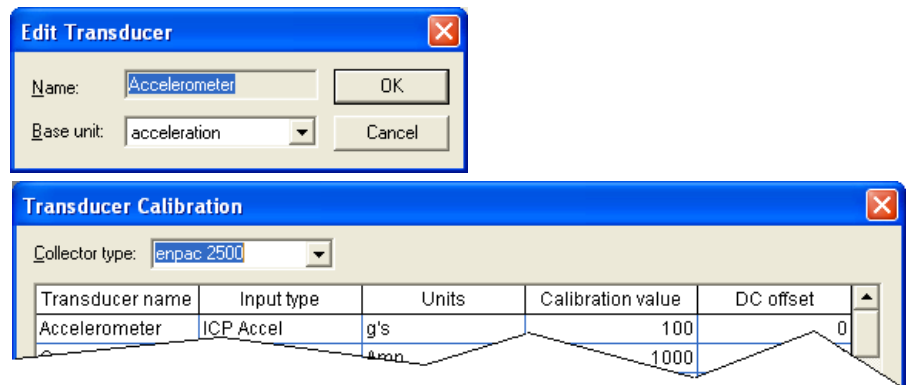 Edit Transducer
Name: Accelerometer OK
Base unit: acceleration Cancel
Transducer Calibration
Collector type: enpac 2500
Transducer name Input type Units Calibration value DC offset
Accelerometer ICP Accel g's 100 0
1000